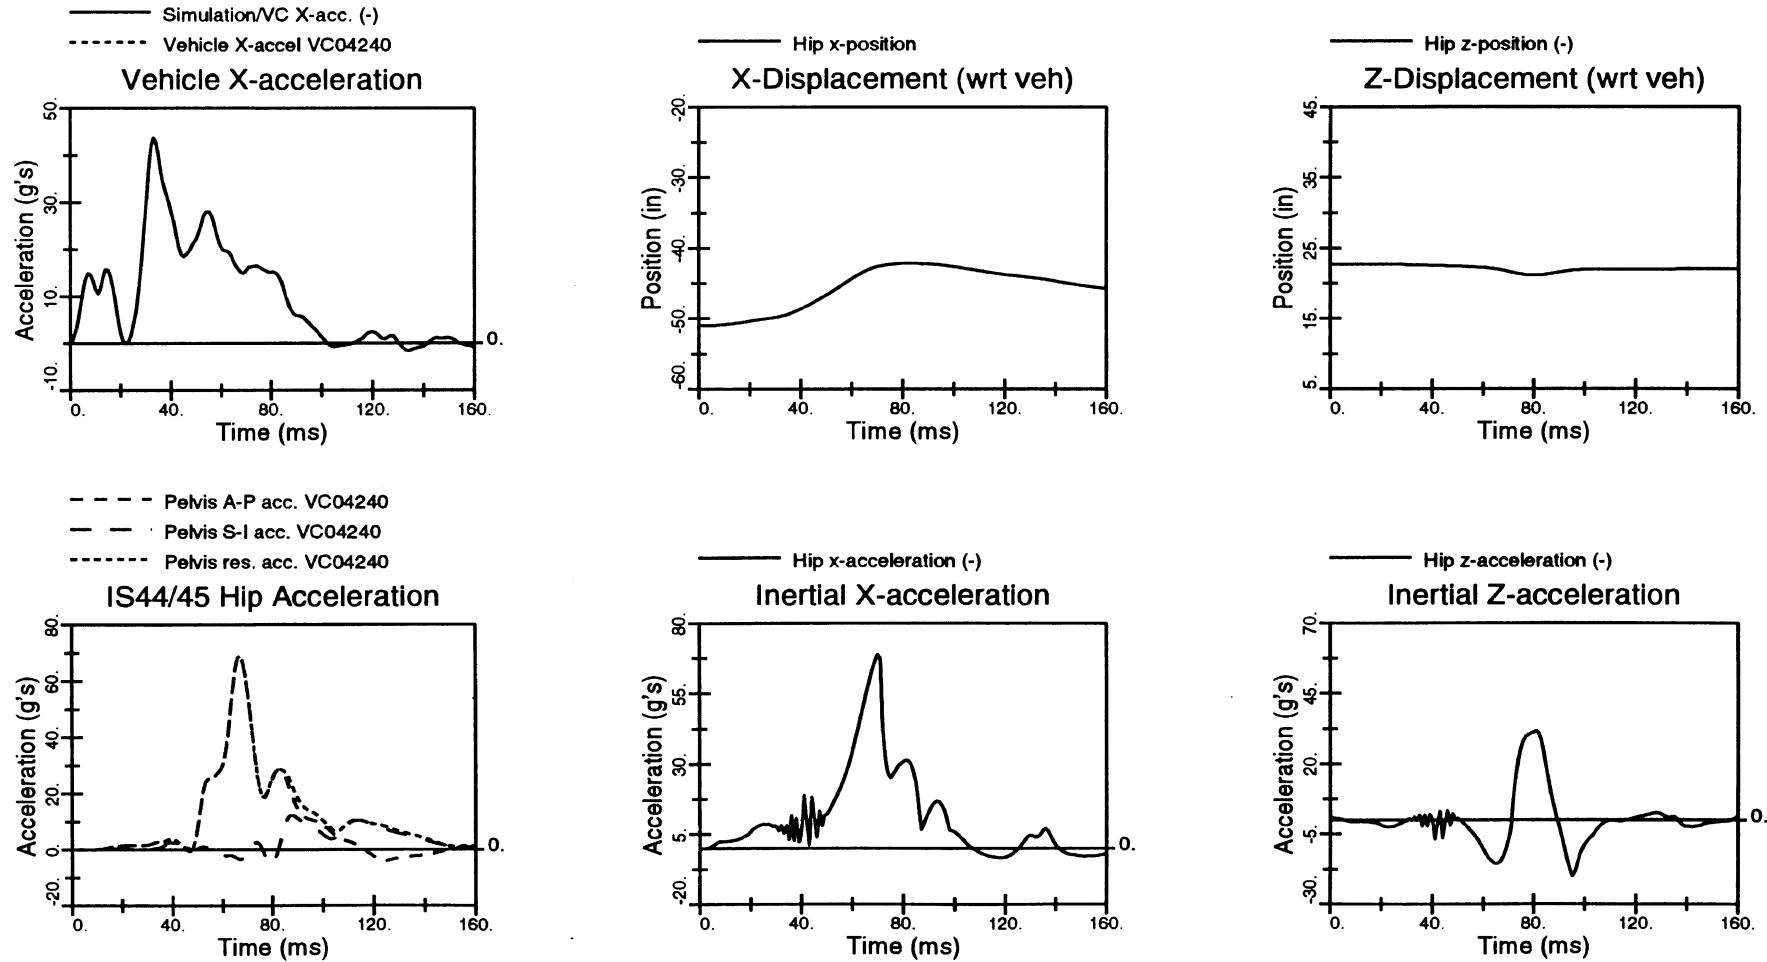 Simulation/VC X-acc. (-)
Vehicle X-accel VC04240
Vehicle X-acceleration
50.
30.
10.
-10.
Acceleration (g's)
0.
0. 40. 80. 120. 160.
Time (ms)
Hip x-position
X-Displacement (wrt veh)
-20.
-30.
-40.
-50.
-60.
Position (in)
0. 40. 80. 120. 160.
Time (ms)
Hip z-position (-)
Z-Displacement (wrt veh)
45.
35.
25.
15.
5.
Position (in)
0. 40. 80. 120. 160.
Time (ms)
Pelvis A-P acc. VC04240
Pelvis S-I acc. VC04240
Pelvis res. acc. VC04240
IS44/45 Hip Acceleration
80.
60.
40.
20.
0.
-20.
Acceleration (g's)
0.
0. 40. 80. 120. 160.
Time (ms)
Hip x-acceleration (-)
Inertial X-acceleration
80.
55.
30.
5.
-20.
Acceleration (g's)
0.
0. 40. 80. 120. 160.
Time (ms)
Hip z-acceleration (-)
Inertial Z-acceleration
70.
45.
20.
-5.
-30.
Acceleration (g's)
0.
0. 40. 80. 120. 160.
Time (ms)